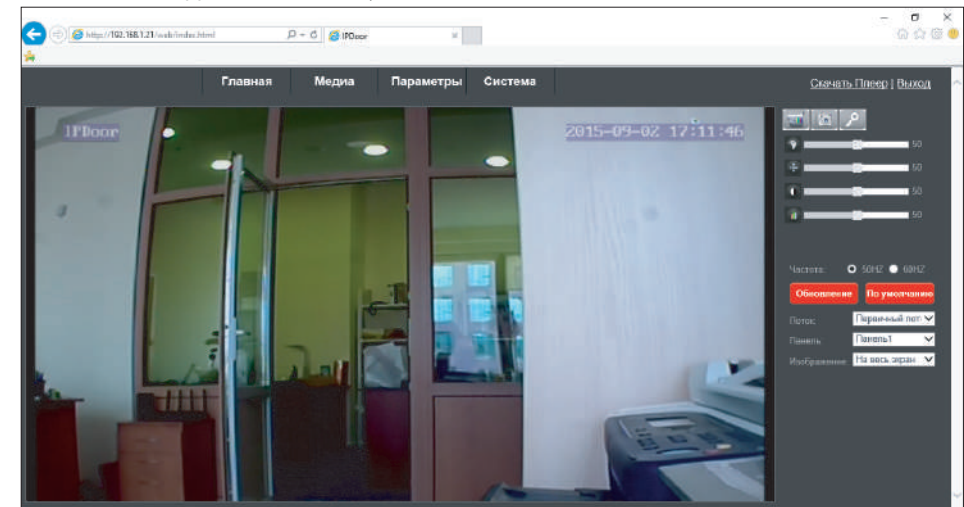 http://192.168.1.21/web/index.html
IPDoor
Главная Медиа Параметры Система
Скачать Плеер | Выход
IPDoor 2015-09-02 17:11:46
50
50
50
50
Частота: 50HZ 60HZ
Обновление По умолчанию
Поток: Первичный пот
Панель Панель1
Изображение На весь экран